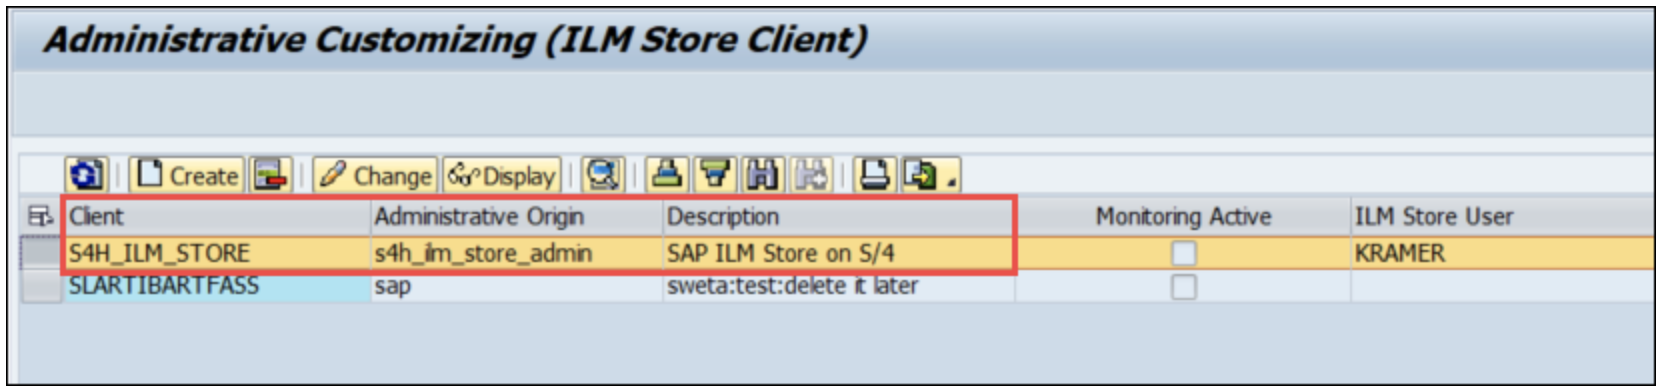 Administrative Customizing (ILM Store Client)
Create Change Display
Client Administrative Origin Description Monitoring Active ILM Store User
S4H_ILM_STORE s4h_ilm_store_admin SAP ILM Store on S/4 KRAMER
SLARTIBARTFASS sap sweta:test:delete it later